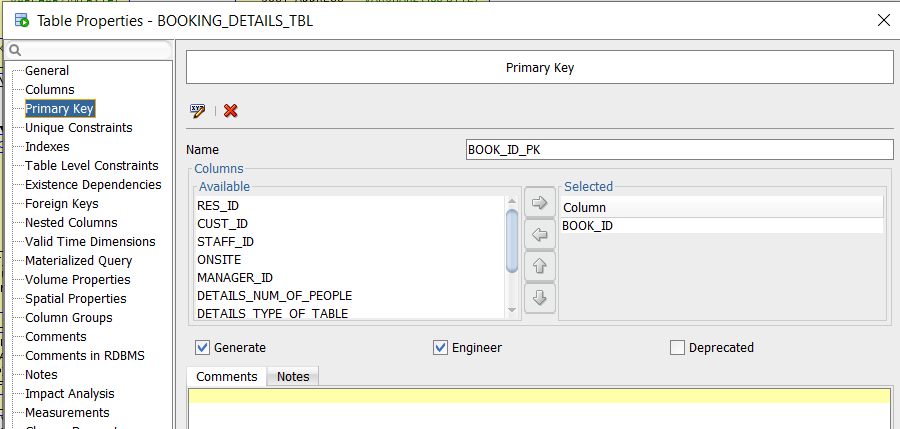 Table Properties - BOOKING_DETAILS_TBL
General
Columns
Primary Key
Unique Constraints
Indexes
Table Level Constraints
Existence Dependencies
Foreign Keys
Nested Columns
Valid Time Dimensions
Materialized Query
Volume Properties
Spatial Properties
Column Groups
Comments
Comments in RDBMS
Notes
Impact Analysis
Measurements
Primary Key
Name
BOOK_ID_PK
Columns
Available
RES_ID
CUST_ID
STAFF_ID
ONSITE
MANAGER_ID
DETAILS_NUM_OF_PEOPLE
DETAILS_TYPE_OF_TABLE
Selected
Column
BOOK_ID
Generate
Engineer
Deprecated
Comments
Notes